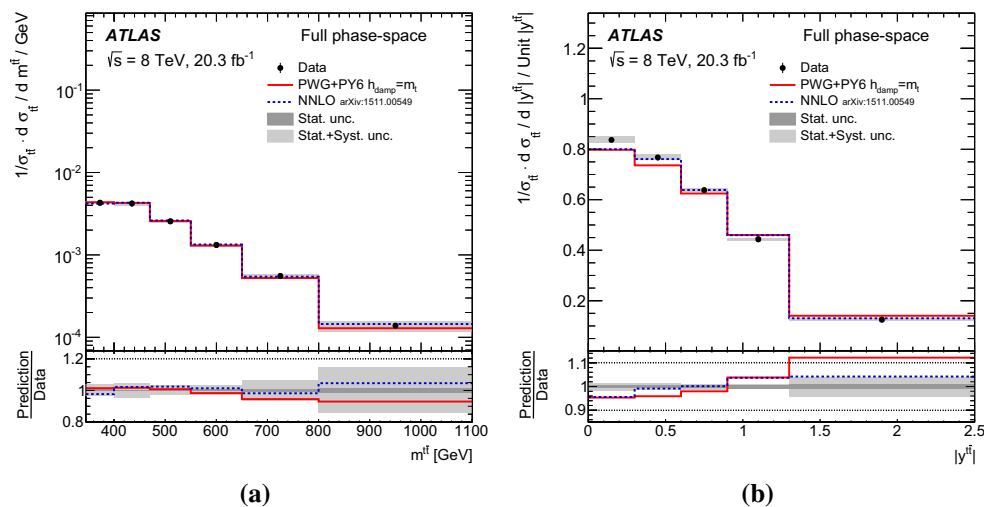 ATLAS Full phase-space
√s = 8 TeV, 20.3 fb⁻¹
Data
PWG+PY6 h_damp=m_t
NNLO arXiv:1511.00549
Stat. unc.
Stat.+Syst. unc.
1/σ_tt̄ · d σ_tt̄ / d m^tt̄ / GeV
10⁻¹
10⁻²
10⁻³
10⁻⁴
Prediction
Data
1.2
1
0.8
400 500 600 700 800 900 1000 1100
m^tt̄ [GeV]
(a)
ATLAS Full phase-space
√s = 8 TeV, 20.3 fb⁻¹
Data
PWG+PY6 h_damp=m_t
NNLO arXiv:1511.00549
Stat. unc.
Stat.+Syst. unc.
1/σ_tt̄ · d σ_tt̄ / d |y^tt̄| / Unit |y^tt̄|
1.2
1.0
0.8
0.6
0.4
0.2
Prediction
Data
1.1
1
0.9
0 0.5 1 1.5 2 2.5
|y^tt̄|
(b)